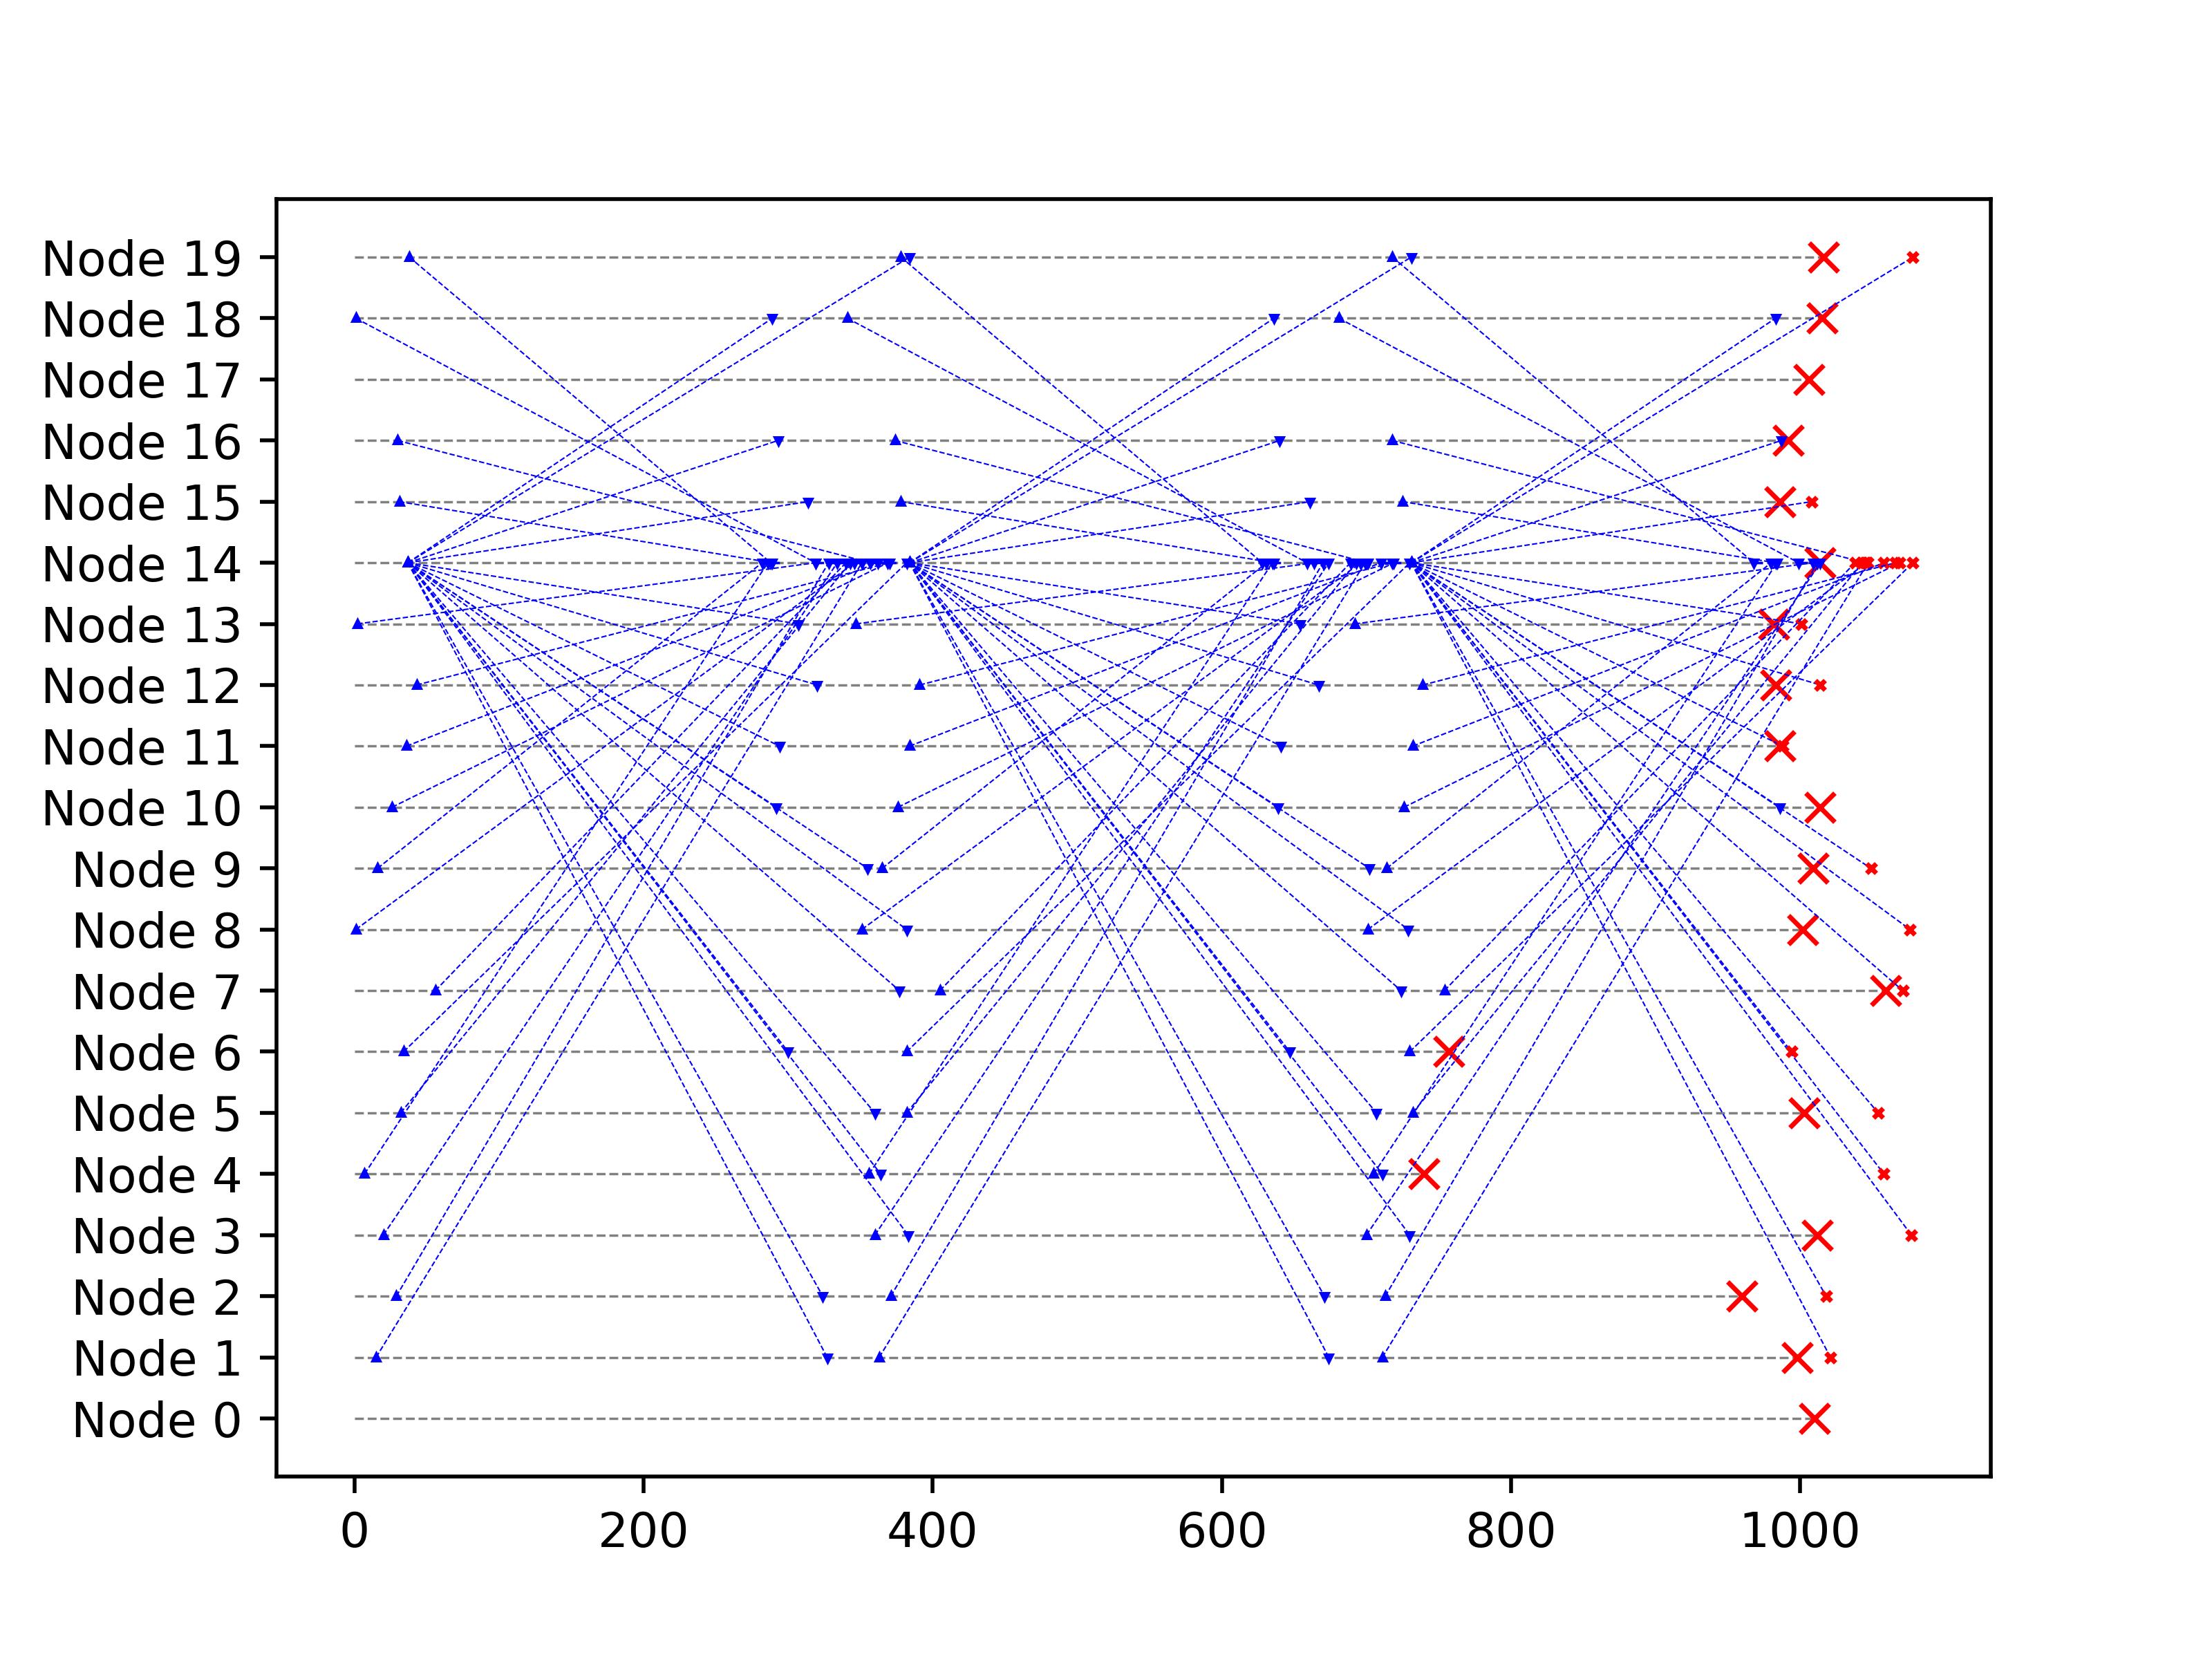 Node 19
Node 18
Node 17
Node 16
Node 15
Node 14
Node 13
Node 12
Node 11
Node 10
Node 9
Node 8
Node 7
Node 6
Node 5
Node 4
Node 3
Node 2
Node 1
Node 0
0 200 400 600 800 1000